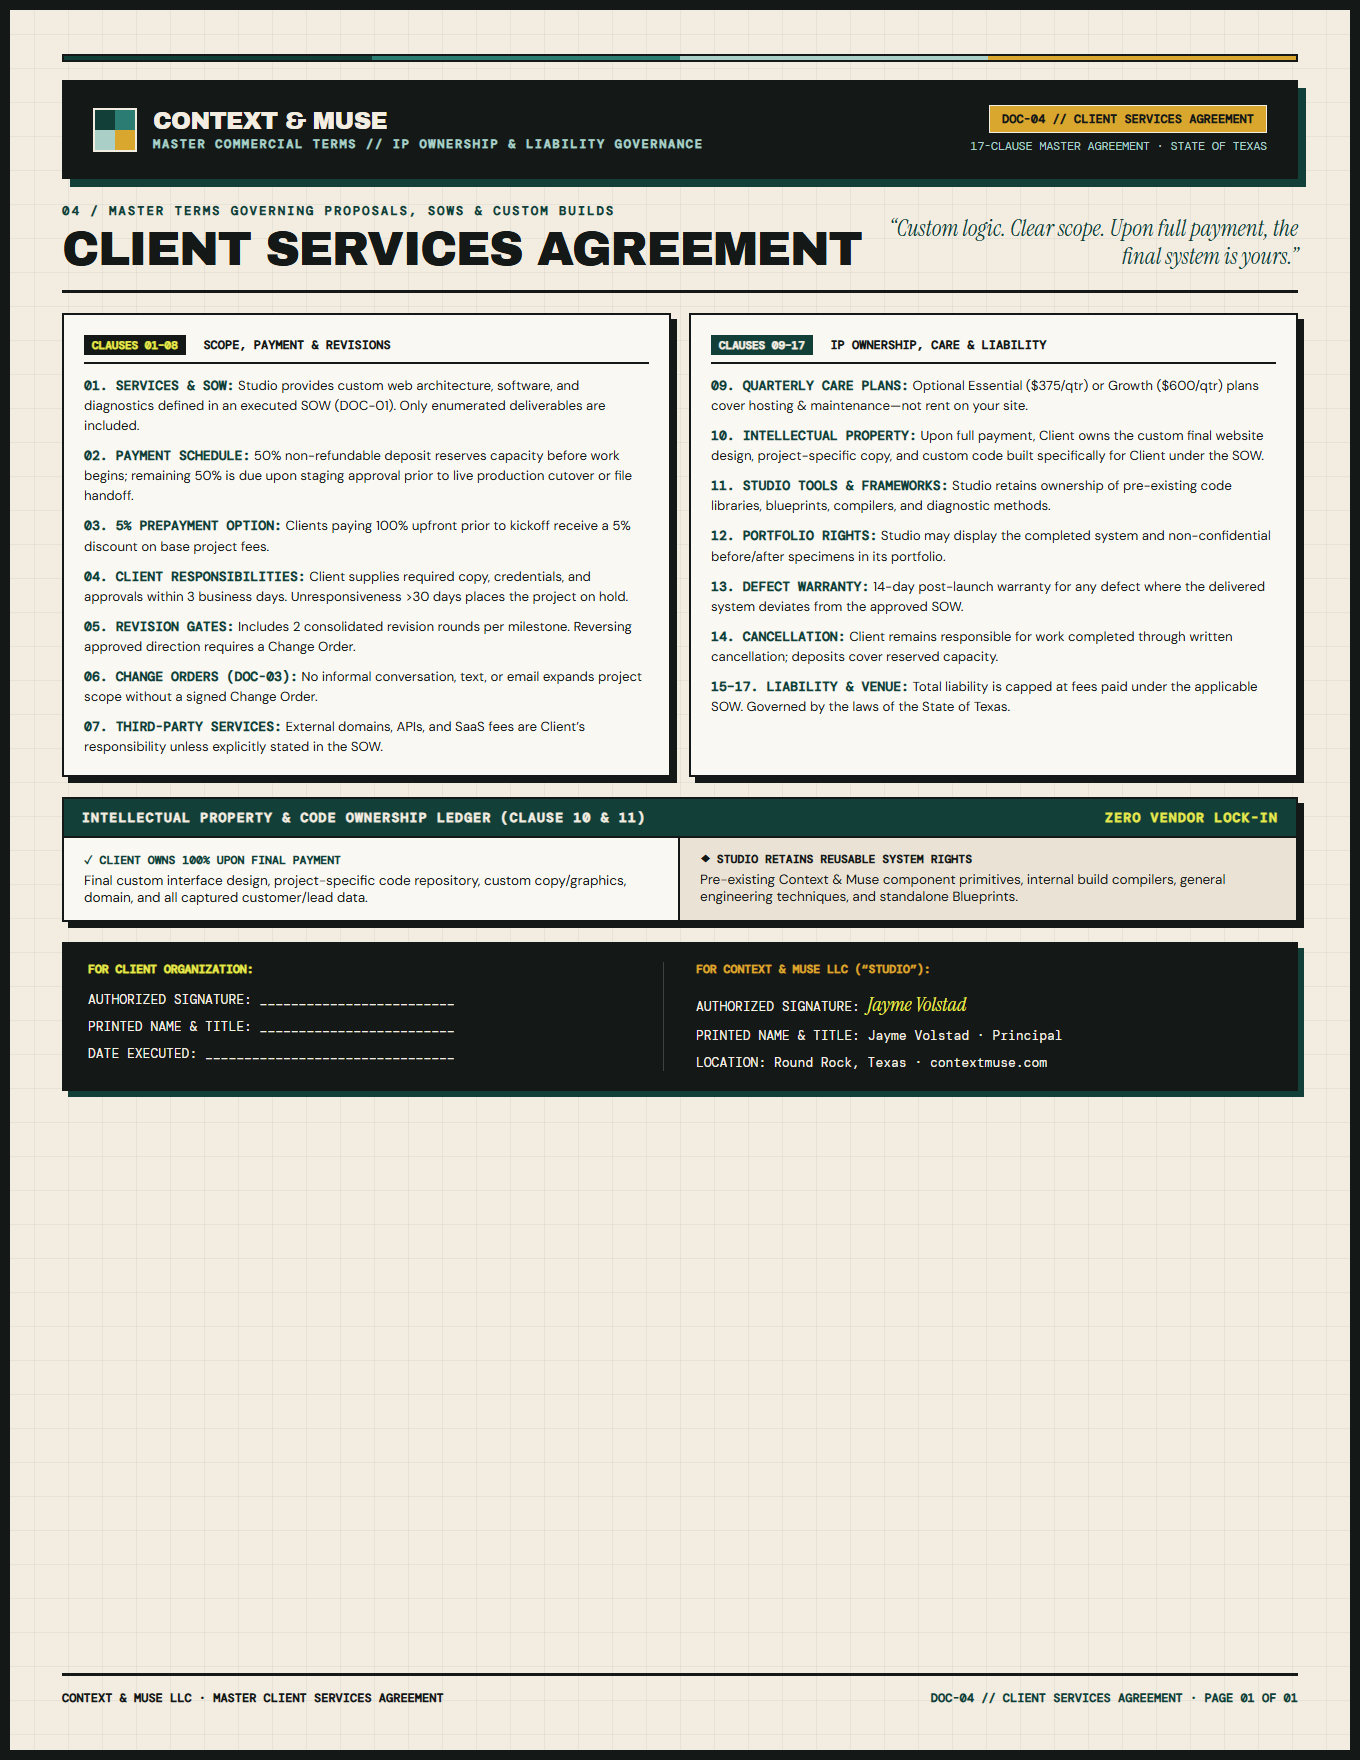 CONTEXT & MUSE
MASTER COMMERCIAL TERMS // IP OWNERSHIP & LIABILITY GOVERNANCE
DOC-04 // CLIENT SERVICES AGREEMENT
17-CLAUSE MASTER AGREEMENT · STATE OF TEXAS
04 / MASTER TERMS GOVERNING PROPOSALS, SOWS & CUSTOM BUILDS
CLIENT SERVICES AGREEMENT
“Custom logic. Clear scope. Upon full payment, the
final system is yours.”
CLAUSES 01–08 SCOPE, PAYMENT & REVISIONS
01. SERVICES & SOW: Studio provides custom web architecture, software, and
diagnostics defined in an executed SOW (DOC-01). Only enumerated deliverables are
included.
02. PAYMENT SCHEDULE: 50% non-refundable deposit reserves capacity before work
begins; remaining 50% is due upon staging approval prior to live production cutover or file
handoff.
03. 5% PREPAYMENT OPTION: Clients paying 100% upfront prior to kickoff receive a 5%
discount on base project fees.
04. CLIENT RESPONSIBILITIES: Client supplies required copy, credentials, and
approvals within 3 business days. Unresponsiveness >30 days places the project on hold.
05. REVISION GATES: Includes 2 consolidated revision rounds per milestone. Reversing
approved direction requires a Change Order.
06. CHANGE ORDERS (DOC-03): No informal conversation, text, or email expands project
scope without a signed Change Order.
07. THIRD-PARTY SERVICES: External domains, APIs, and SaaS fees are Client’s
responsibility unless explicitly stated in the SOW.
CLAUSES 09–17 IP OWNERSHIP, CARE & LIABILITY
09. QUARTERLY CARE PLANS: Optional Essential ($375/qtr) or Growth ($600/qtr) plans
cover hosting & maintenance—not rent on your site.
10. INTELLECTUAL PROPERTY: Upon full payment, Client owns the custom final website
design, project-specific copy, and custom code built specifically for Client under the SOW.
11. STUDIO TOOLS & FRAMEWORKS: Studio retains ownership of pre-existing code
libraries, blueprints, compilers, and diagnostic methods.
12. PORTFOLIO RIGHTS: Studio may display the completed system and non-confidential
before/after specimens in its portfolio.
13. DEFECT WARRANTY: 14-day post-launch warranty for any defect where the delivered
system deviates from the approved SOW.
14. CANCELLATION: Client remains responsible for work completed through written
cancellation; deposits cover reserved capacity.
15–17. LIABILITY & VENUE: Total liability is capped at fees paid under the applicable
SOW. Governed by the laws of the State of Texas.
INTELLECTUAL PROPERTY & CODE OWNERSHIP LEDGER (CLAUSE 10 & 11)
ZERO VENDOR LOCK-IN
✓ CLIENT OWNS 100% UPON FINAL PAYMENT
Final custom interface design, project-specific code repository, custom copy/graphics,
domain, and all captured customer/lead data.
◆ STUDIO RETAINS REUSABLE SYSTEM RIGHTS
Pre-existing Context & Muse component primitives, internal build compilers, general
engineering techniques, and standalone Blueprints.
FOR CLIENT ORGANIZATION:
AUTHORIZED SIGNATURE: _________________________
PRINTED NAME & TITLE: _________________________
DATE EXECUTED: ________________________________
FOR CONTEXT & MUSE LLC (“STUDIO”):
AUTHORIZED SIGNATURE: Jayme Volstad
PRINTED NAME & TITLE: Jayme Volstad · Principal
LOCATION: Round Rock, Texas · contextmuse.com
CONTEXT & MUSE LLC · MASTER CLIENT SERVICES AGREEMENT
DOC-04 // CLIENT SERVICES AGREEMENT · PAGE 01 OF 01